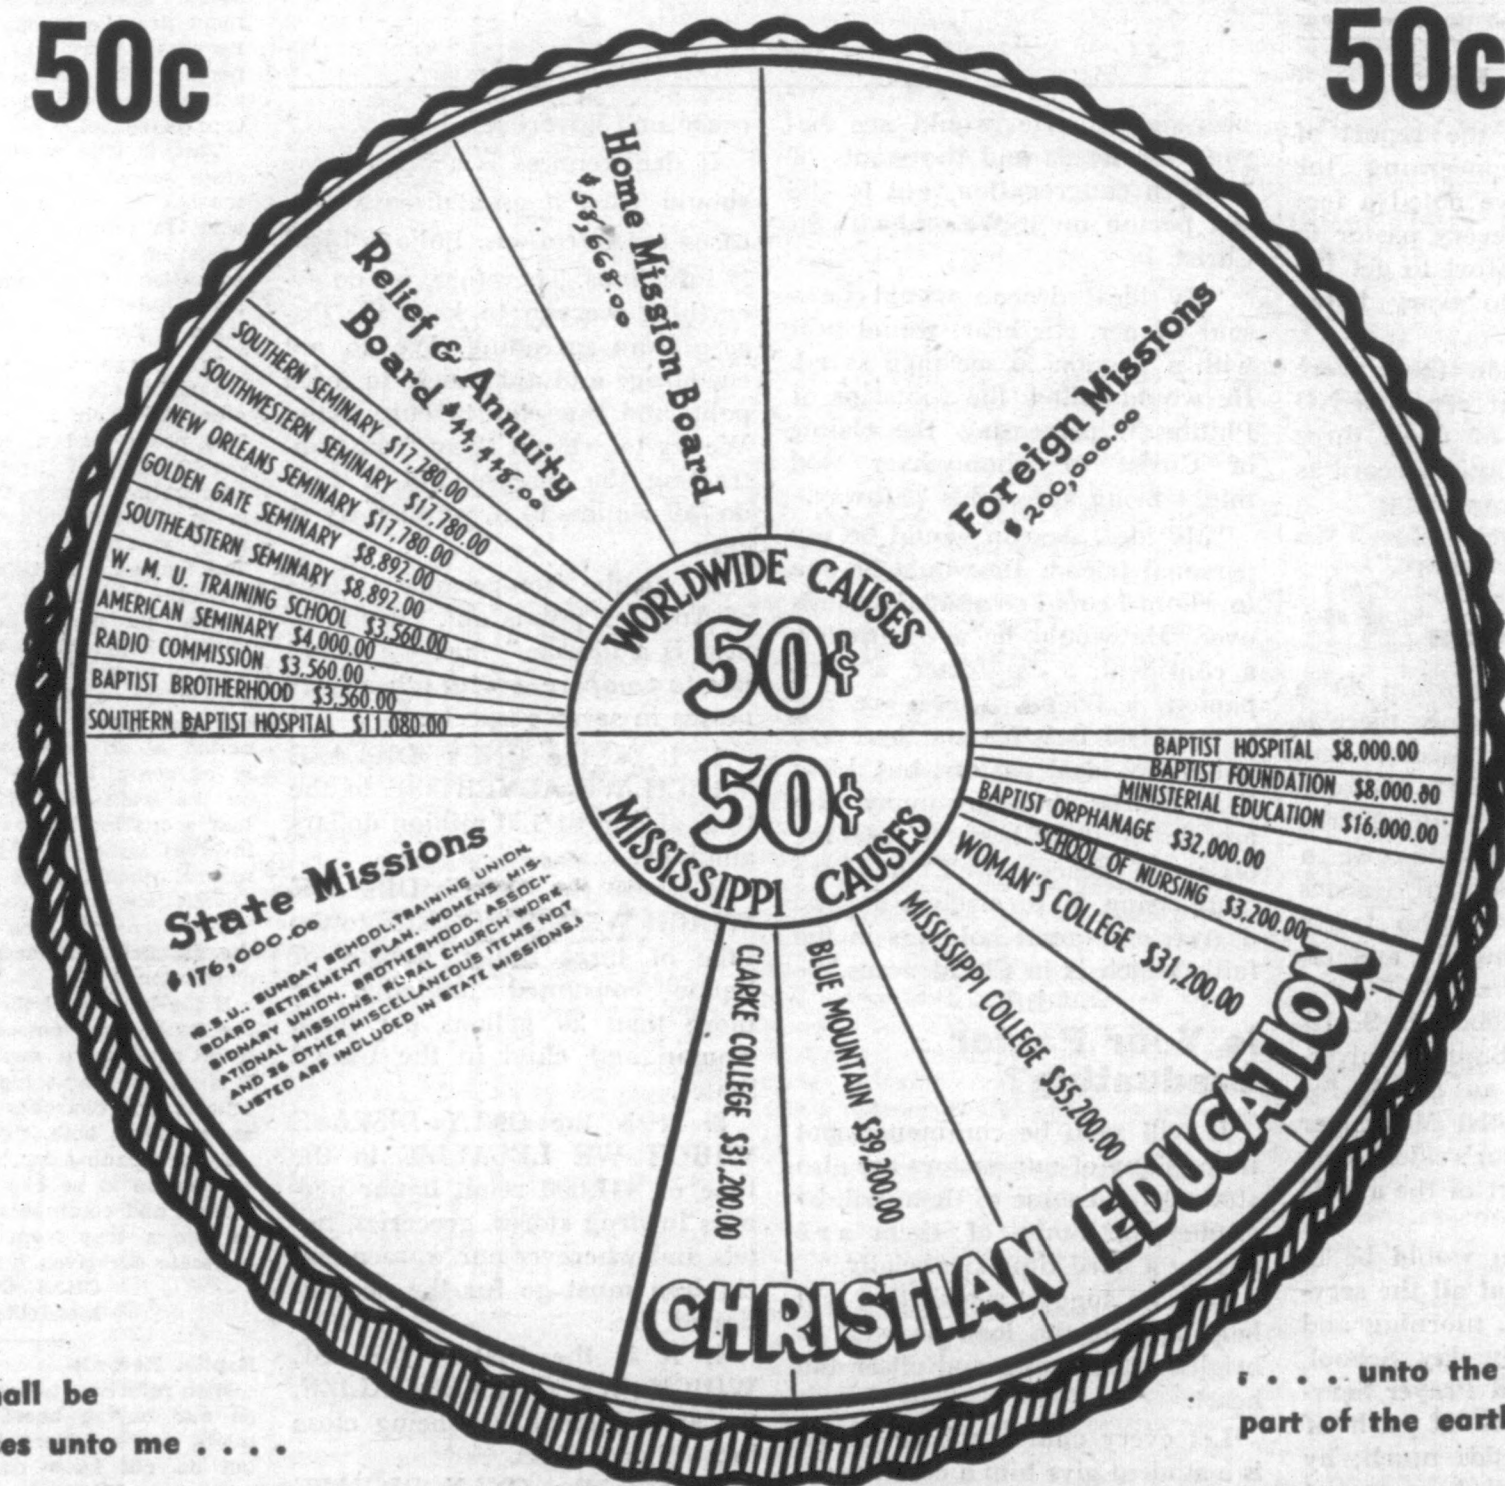 50c
50c
Home Mission Board
$58,668.00
Relief & Annuity
Board $44,448.00
Foreign Missions
$200,000.00
SOUTHERN SEMINARY $17,780.00
SOUTHWESTERN SEMINARY $17,780.00
NEW ORLEANS SEMINARY $17,780.00
GOLDEN GATE SEMINARY $8,892.00
SOUTHEASTERN SEMINARY $8,892.00
W. M. U. TRAINING SCHOOL $3,560.00
AMERICAN SEMINARY $4,000.00
RADIO COMMISSION $3,560.00
BAPTIST BROTHERHOOD $3,560.00
SOUTHERN BAPTIST HOSPITAL $11,080.00
WORLDWIDE CAUSES
50¢
50¢
MISSISSIPPI CAUSES
BAPTIST HOSPITAL $8,000.00
BAPTIST FOUNDATION $8,000.00
MINISTERIAL EDUCATION $16,000.00
BAPTIST ORPHANAGE $32,000.00
SCHOOL OF NURSING $3,200.00
WOMAN'S COLLEGE $31,200.00
MISSISSIPPI COLLEGE $55,200.00
BLUE MOUNTAIN $39,200.00
CLARKE COLLEGE $31,200.00
CHRISTIAN EDUCATION
State Missions
$176,000.00
B.S.U., SUNDAY SCHOOL, TRAINING UNION,
BOARD RETIREMENT PLAN, WOMEN'S MIS-
SIONARY UNION, BROTHERHOOD, ASSOCI-
ATIONAL MISSIONS, RURAL CHURCH WORK
AND 26 OTHER MISCELLANEOUS ITEMS NOT
LISTED ARE INCLUDED IN STATE MISSIONS.
all be
es unto me . . . .
. . . . unto the
part of the earth